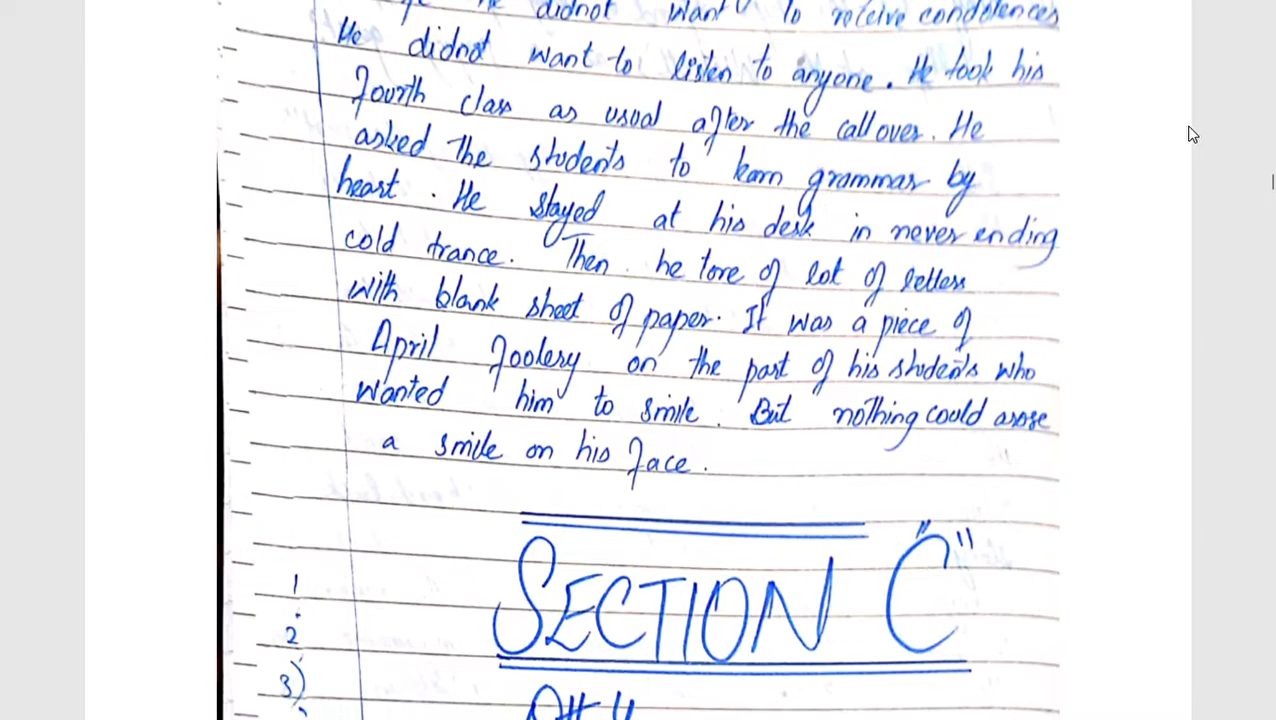 He didnot want to receive condolences
He didnot want to listen to anyone. He took his
fourth class as usual after the call over. He
asked the students to learn grammar by
heart. He stayed at his desk in never ending
cold trance. Then he tore of lot of letters
with blank sheet of paper. It was a piece of
April foolery on the part of his students who
wanted him to smile. But nothing could arose
a smile on his face.
SECTION "C"
1
2
3)